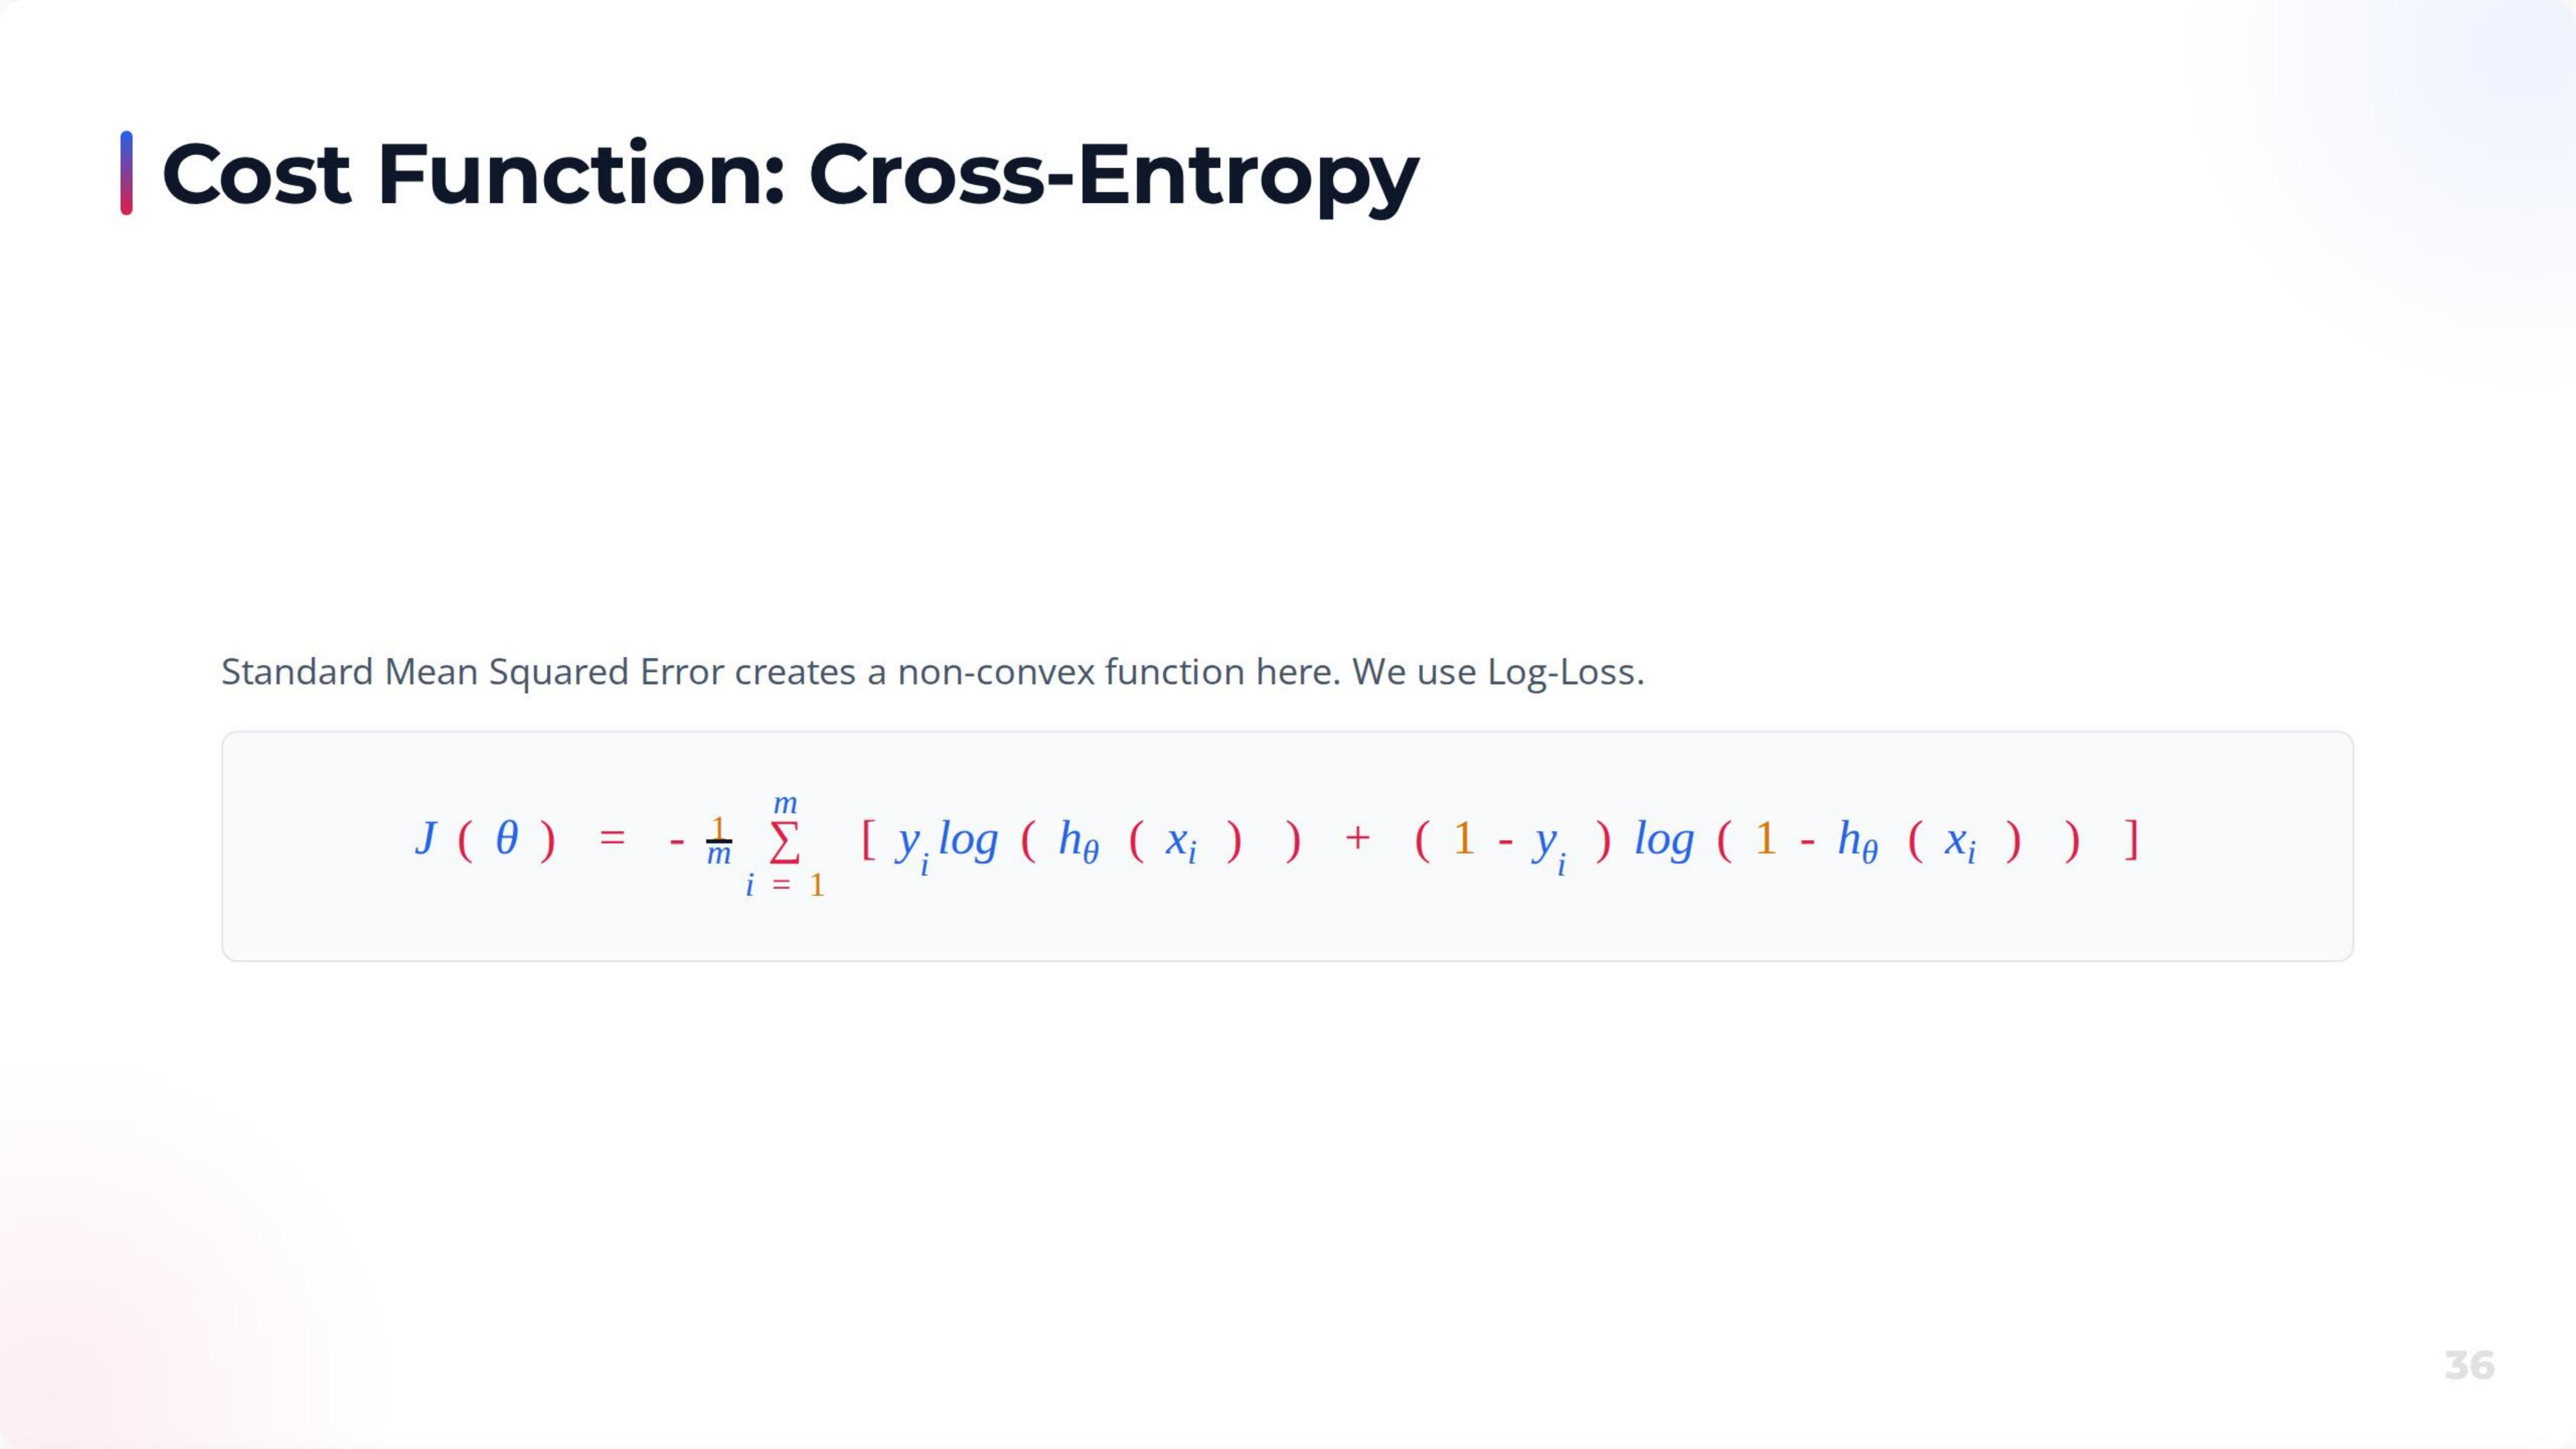 Cost Function: Cross-Entropy
Standard Mean Squared Error creates a non-convex function here. We use Log-Loss.
J ( θ ) = - 1/m ∑_{i = 1}^{m} [ y_i log ( h_θ ( x_i ) ) + ( 1 - y_i ) log ( 1 - h_θ ( x_i ) ) ]
36